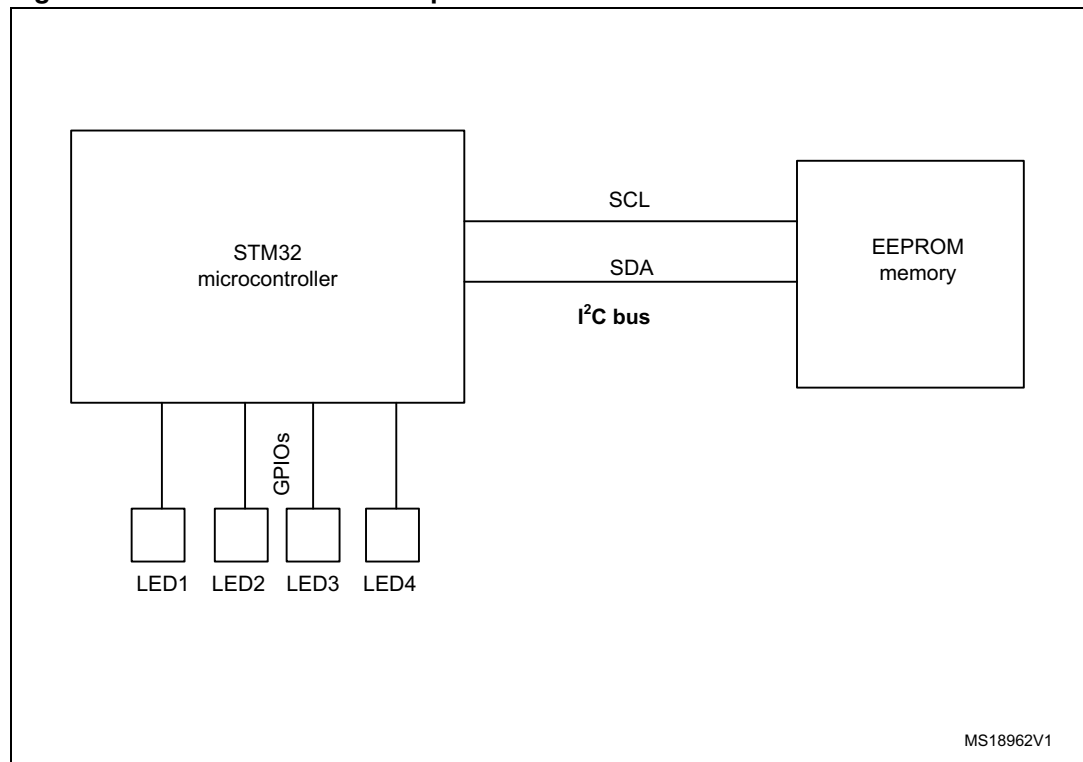 SCL
STM32
microcontroller
EEPROM
memory
SDA
I²C bus
GPIOs
LED1 LED2 LED3 LED4
MS18962V1